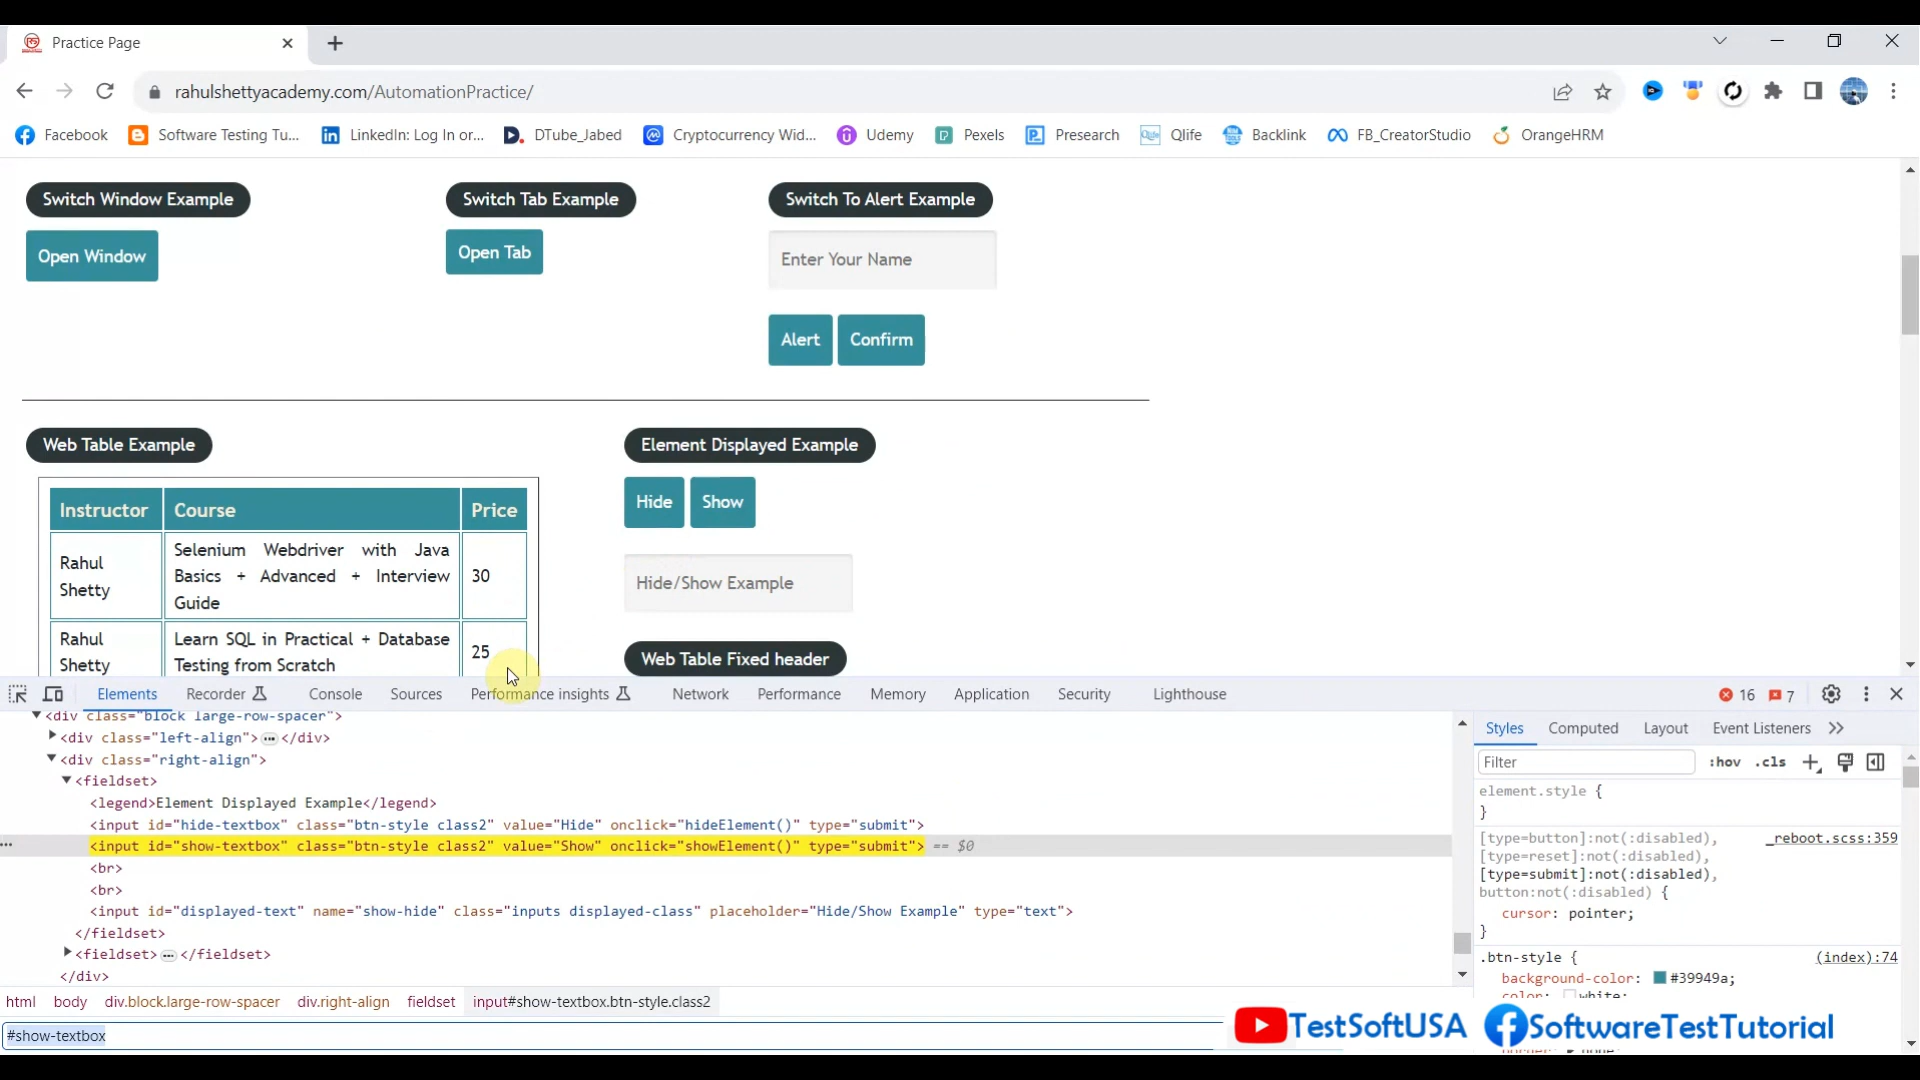 Practice Page
rahulshettyacademy.com/AutomationPractice/
Facebook Software Testing Tu... LinkedIn: Log In or... DTube_Jabed Cryptocurrency Wid... Udemy Pexels Presearch Qlife Backlink FB_CreatorStudio OrangeHRM
Switch Window Example Switch Tab Example Switch To Alert Example
Open Window Open Tab Enter Your Name
Alert Confirm
Web Table Example Element Displayed Example
Hide Show
Instructor Course Price
Rahul Shetty Selenium Webdriver with Java Basics + Advanced + Interview Guide 30
Hide/Show Example
Rahul Shetty Learn SQL in Practical + Database Testing from Scratch 25
Web Table Fixed header
Elements Recorder Console Sources Performance insights Network Performance Memory Application Security Lighthouse 16 7
<div class="block large-row-spacer">
<div class="left-align"> … </div>
<div class="right-align">
<fieldset>
<legend>Element Displayed Example</legend>
<input id="hide-textbox" class="btn-style class2" value="Hide" onclick="hideElement()" type="submit">
<input id="show-textbox" class="btn-style class2" value="Show" onclick="showElement()" type="submit"> == $0
<br>
<br>
<input id="displayed-text" name="show-hide" class="inputs displayed-class" placeholder="Hide/Show Example" type="text">
</fieldset>
<fieldset> … </fieldset>
</div>
html body div.block.large-row-spacer div.right-align fieldset input#show-textbox.btn-style.class2
#show-textbox
Styles Computed Layout Event Listeners
Filter :hov .cls
element.style {
}
[type=button]:not(:disabled), _reboot.scss:359
[type=reset]:not(:disabled),
[type=submit]:not(:disabled),
button:not(:disabled) {
cursor: pointer;
}
.btn-style { (index):74
background-color: #39949a;
color: white;
TestSoftUSA SoftwareTestTutorial